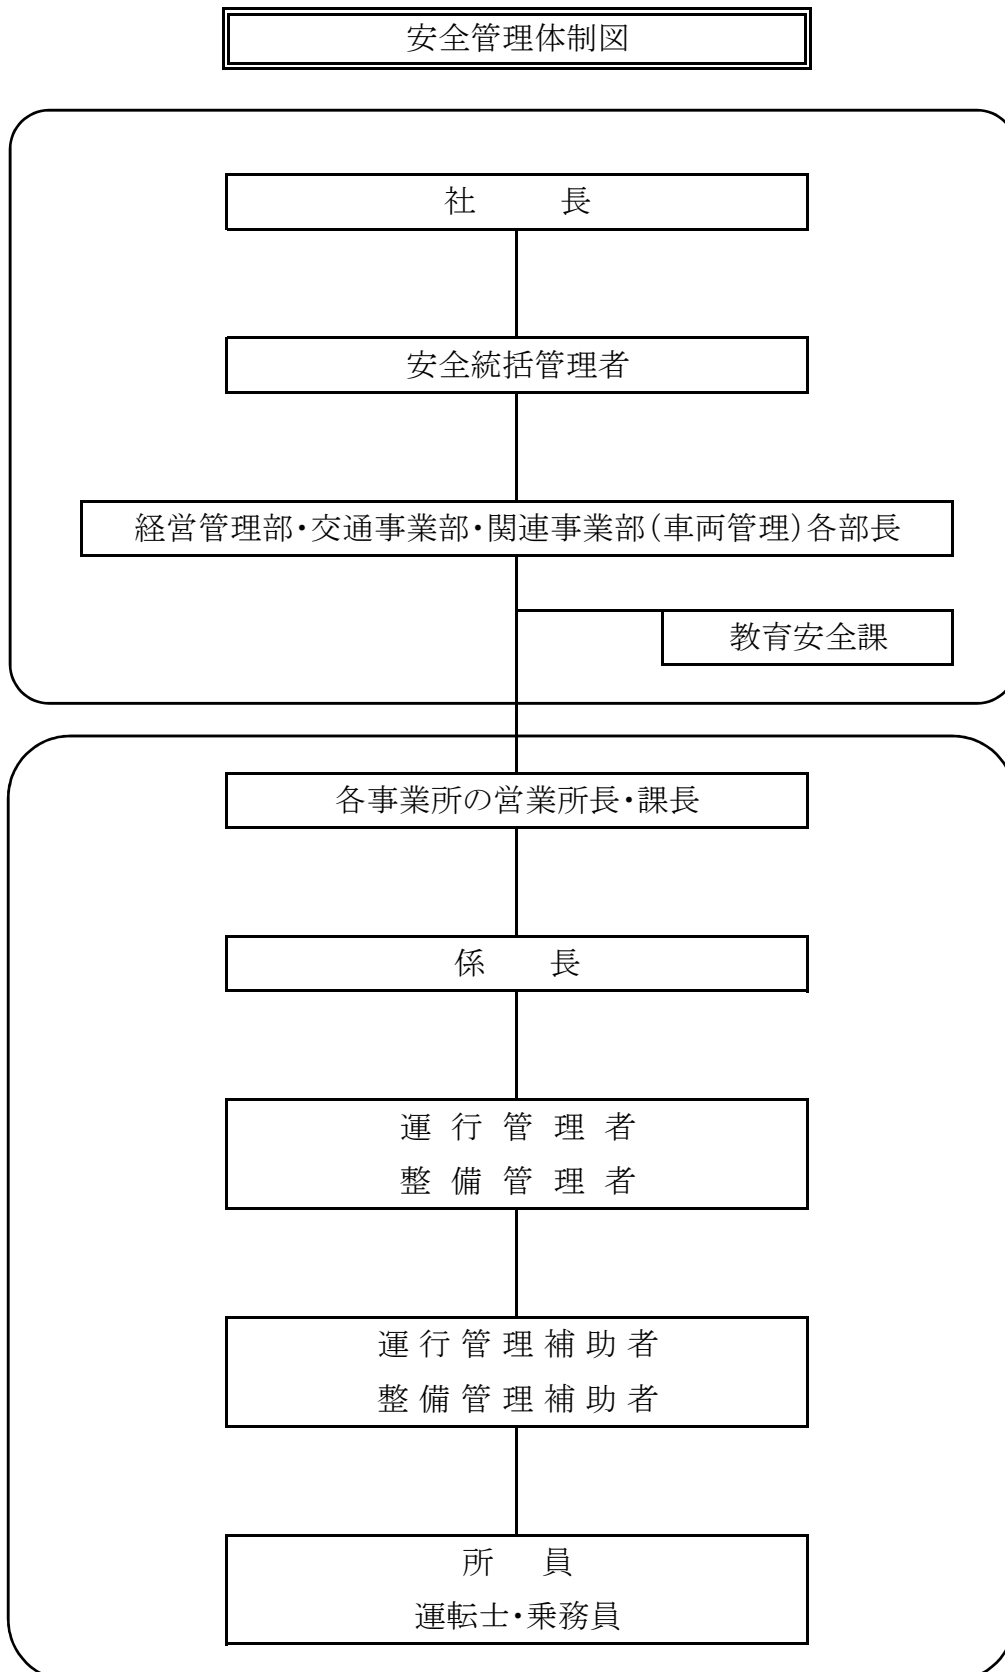 安全管理体制図
社　長
安全統括管理者
経営管理部・交通事業部・関連事業部(車両管理)各部長
教育安全課
各事業所の営業所長・課長
係　長
運行管理者
整備管理者
運行管理補助者
整備管理補助者
所　員
運転士・乗務員